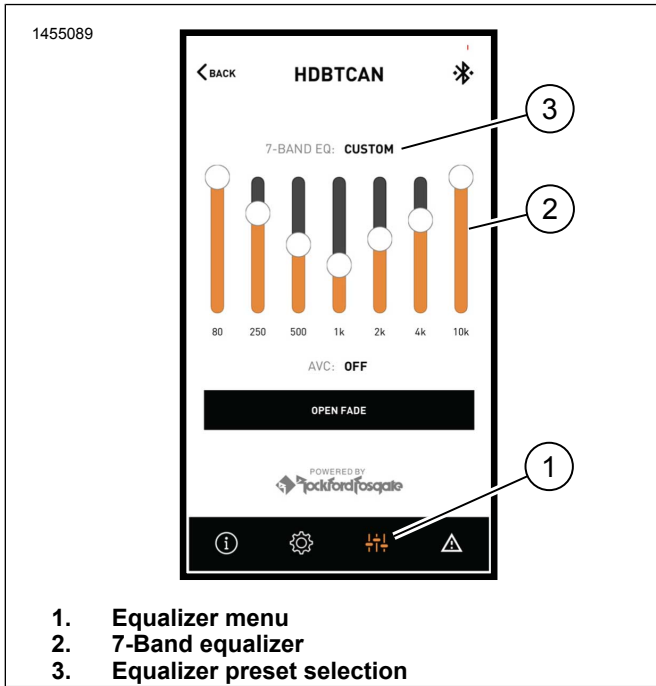 1455089
BACK HDBTCAN
3
7-BAND EQ: CUSTOM
2
80 250 500 1k 2k 4k 10k
AVC: OFF
OPEN FADE
POWERED BY
Rockford Fosgate
1
1. Equalizer menu
2. 7-Band equalizer
3. Equalizer preset selection